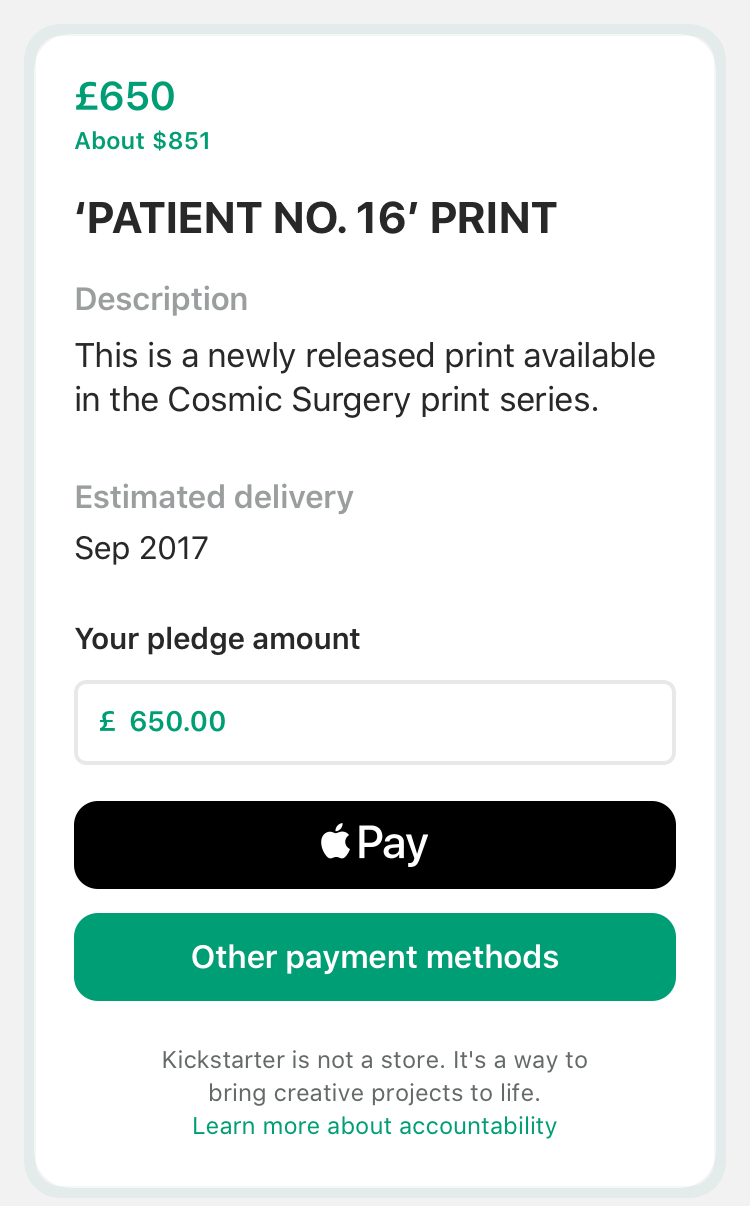 £650
About $851
‘PATIENT NO. 16’ PRINT
Description
This is a newly released print available
in the Cosmic Surgery print series.
Estimated delivery
Sep 2017
Your pledge amount
£ 650.00
Pay
Other payment methods
Kickstarter is not a store. It's a way to
bring creative projects to life.
Learn more about accountability